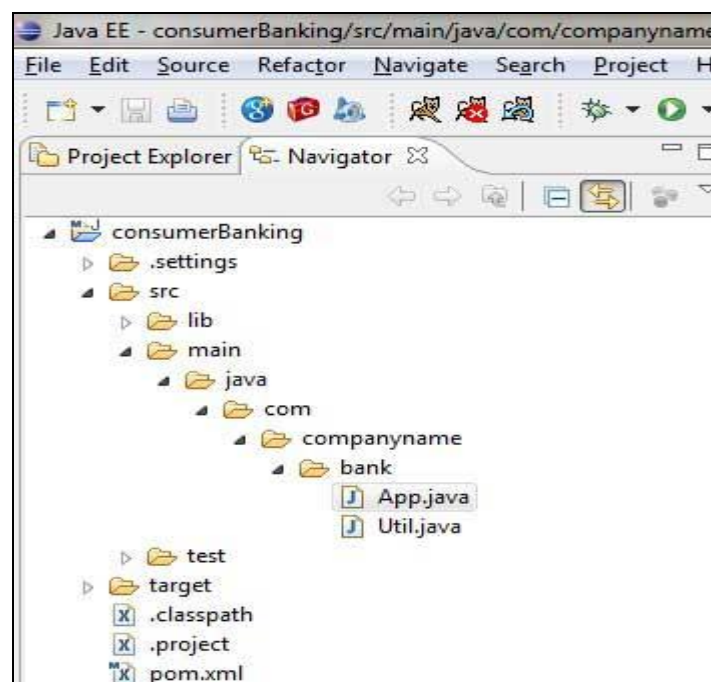 Java EE - consumerBanking/src/main/java/com/companyname
File Edit Source Refactor Navigate Search Project H
Project Explorer Navigator
consumerBanking
.settings
src
lib
main
java
com
companyname
bank
App.java
Util.java
test
target
.classpath
.project
pom.xml